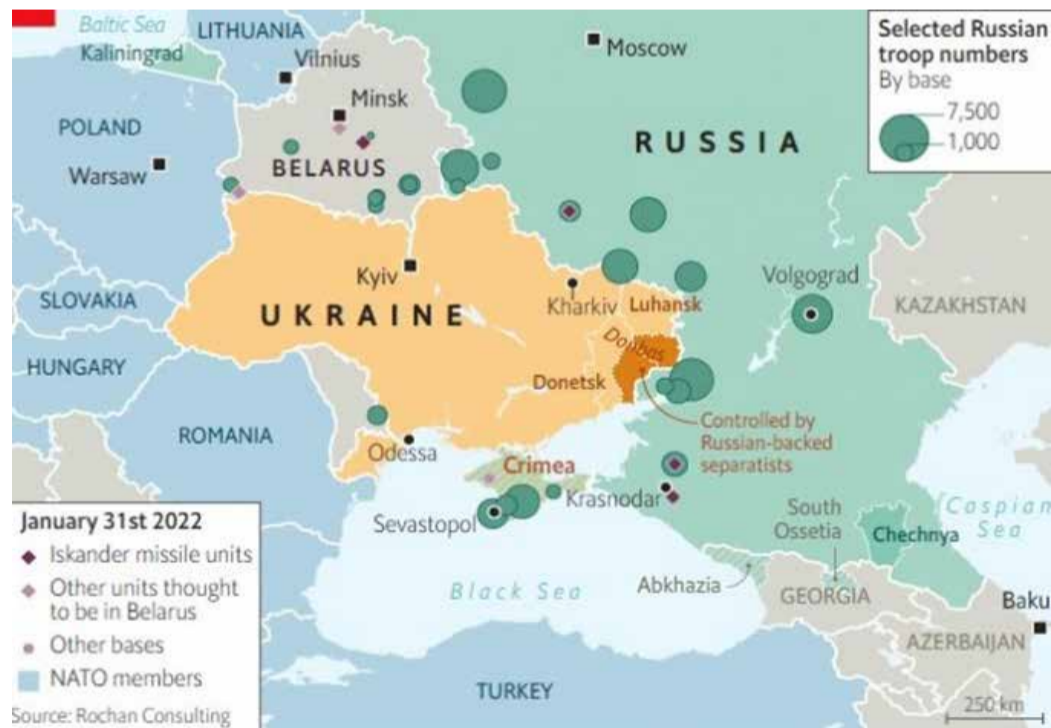 Baltic Sea
Kaliningrad
LITHUANIA
Vilnius
Moscow
Selected Russian
troop numbers
By base
7,500
1,000
Minsk
POLAND
BELARUS
RUSSIA
Warsaw
Kyiv
Volgograd
SLOVAKIA
UKRAINE
Kharkiv
Luhansk
KAZAKHSTAN
HUNGARY
Donbas
Donetsk
ROMANIA
Odessa
Controlled by
Russian-backed
separatists
Crimea
Krasnodar
South
Ossetia
Caspian
Sea
Sevastopol
Chechnya
January 31st 2022
Iskander missile units
Other units thought
to be in Belarus
Other bases
NATO members
Source: Rochan Consulting
Black Sea
Abkhazia
GEORGIA
Baku
AZERBAIJAN
TURKEY
250 km